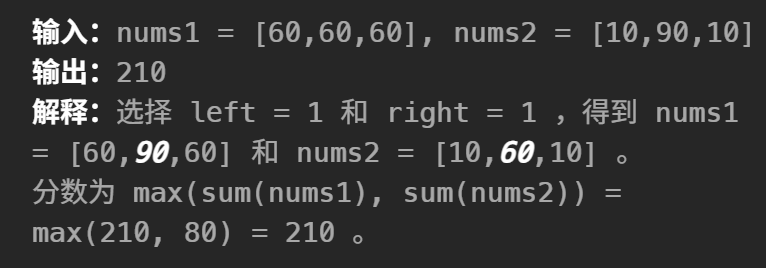 输入：nums1 = [60,60,60], nums2 = [10,90,10]
输出：210
解释：选择 left = 1 和 right = 1 ，得到 nums1
= [60,90,60] 和 nums2 = [10,60,10] 。
分数为 max(sum(nums1), sum(nums2)) =
max(210, 80) = 210 。